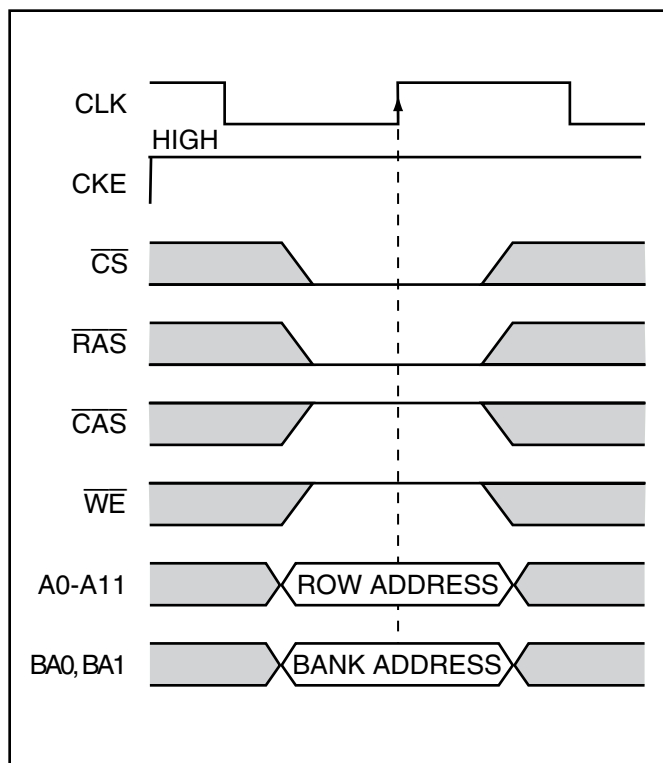 CLK
HIGH
CKE
CS
RAS
CAS
WE
A0-A11 ROW ADDRESS
BA0, BA1 BANK ADDRESS